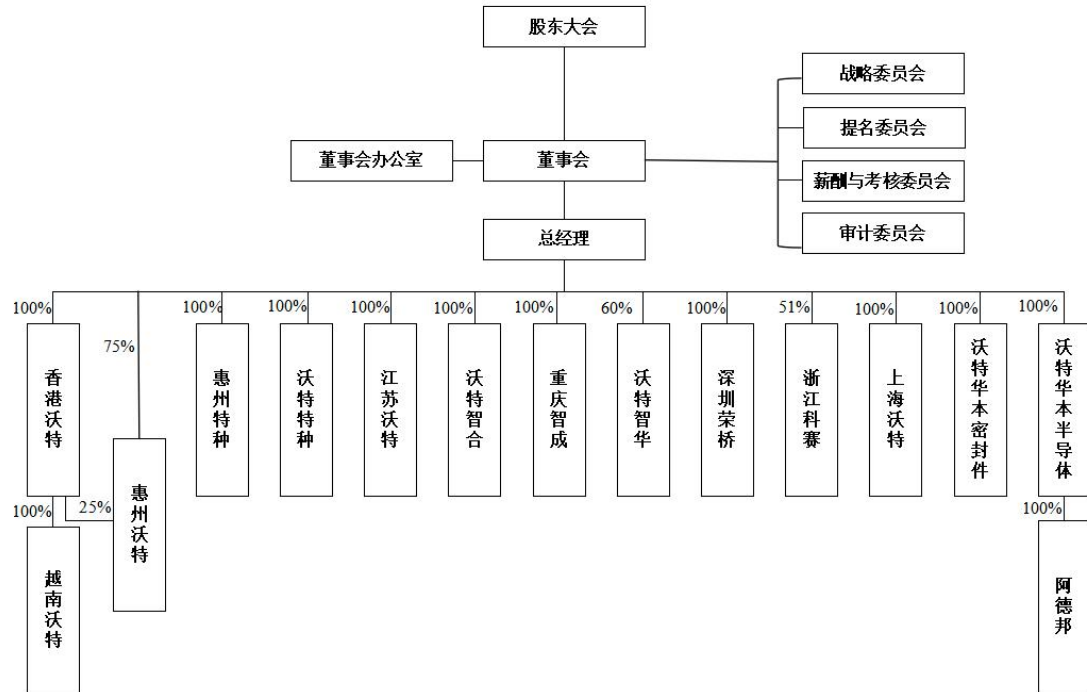 股东大会
战略委员会
提名委员会
董事会办公室
董事会
薪酬与考核委员会
审计委员会
总经理
100%
75%
100%
100%
100%
100%
100%
60%
100%
51%
100%
100%
100%
香港沃特
惠州特种
沃特特种
江苏沃特
沃特智合
重庆智成
沃特智华
深圳荣桥
浙江科赛
上海沃特
沃特华本密封件
沃特华本半导体
惠州沃特
100%
25%
100%
越南沃特
阿德邦